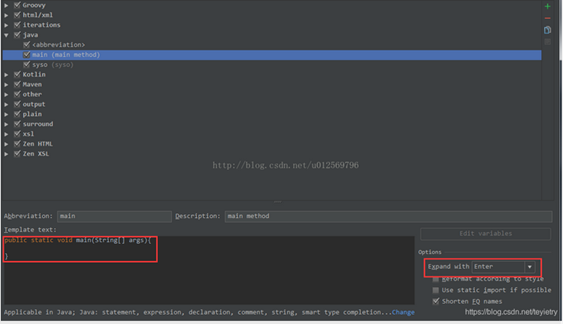 Groovy
html/xml
iterations
java
<abbreviation>
main (main method)
syso (syso)
Kotlin
Maven
other
output
plain
surround
xsl
Zen HTML
Zen XSL
http://blog.csdn.net/u012569796
Abbreviation: main Description: main method
Template text:
public static void main(String[] args){
}
Edit variables
Options
Expand with Enter
Reformat according to style
Use static import if possible
Shorten FQ names
Applicable in Java; Java: statement, expression, declaration, comment, string, smart type completion...Change
https://blog.csdn.net/teyietry